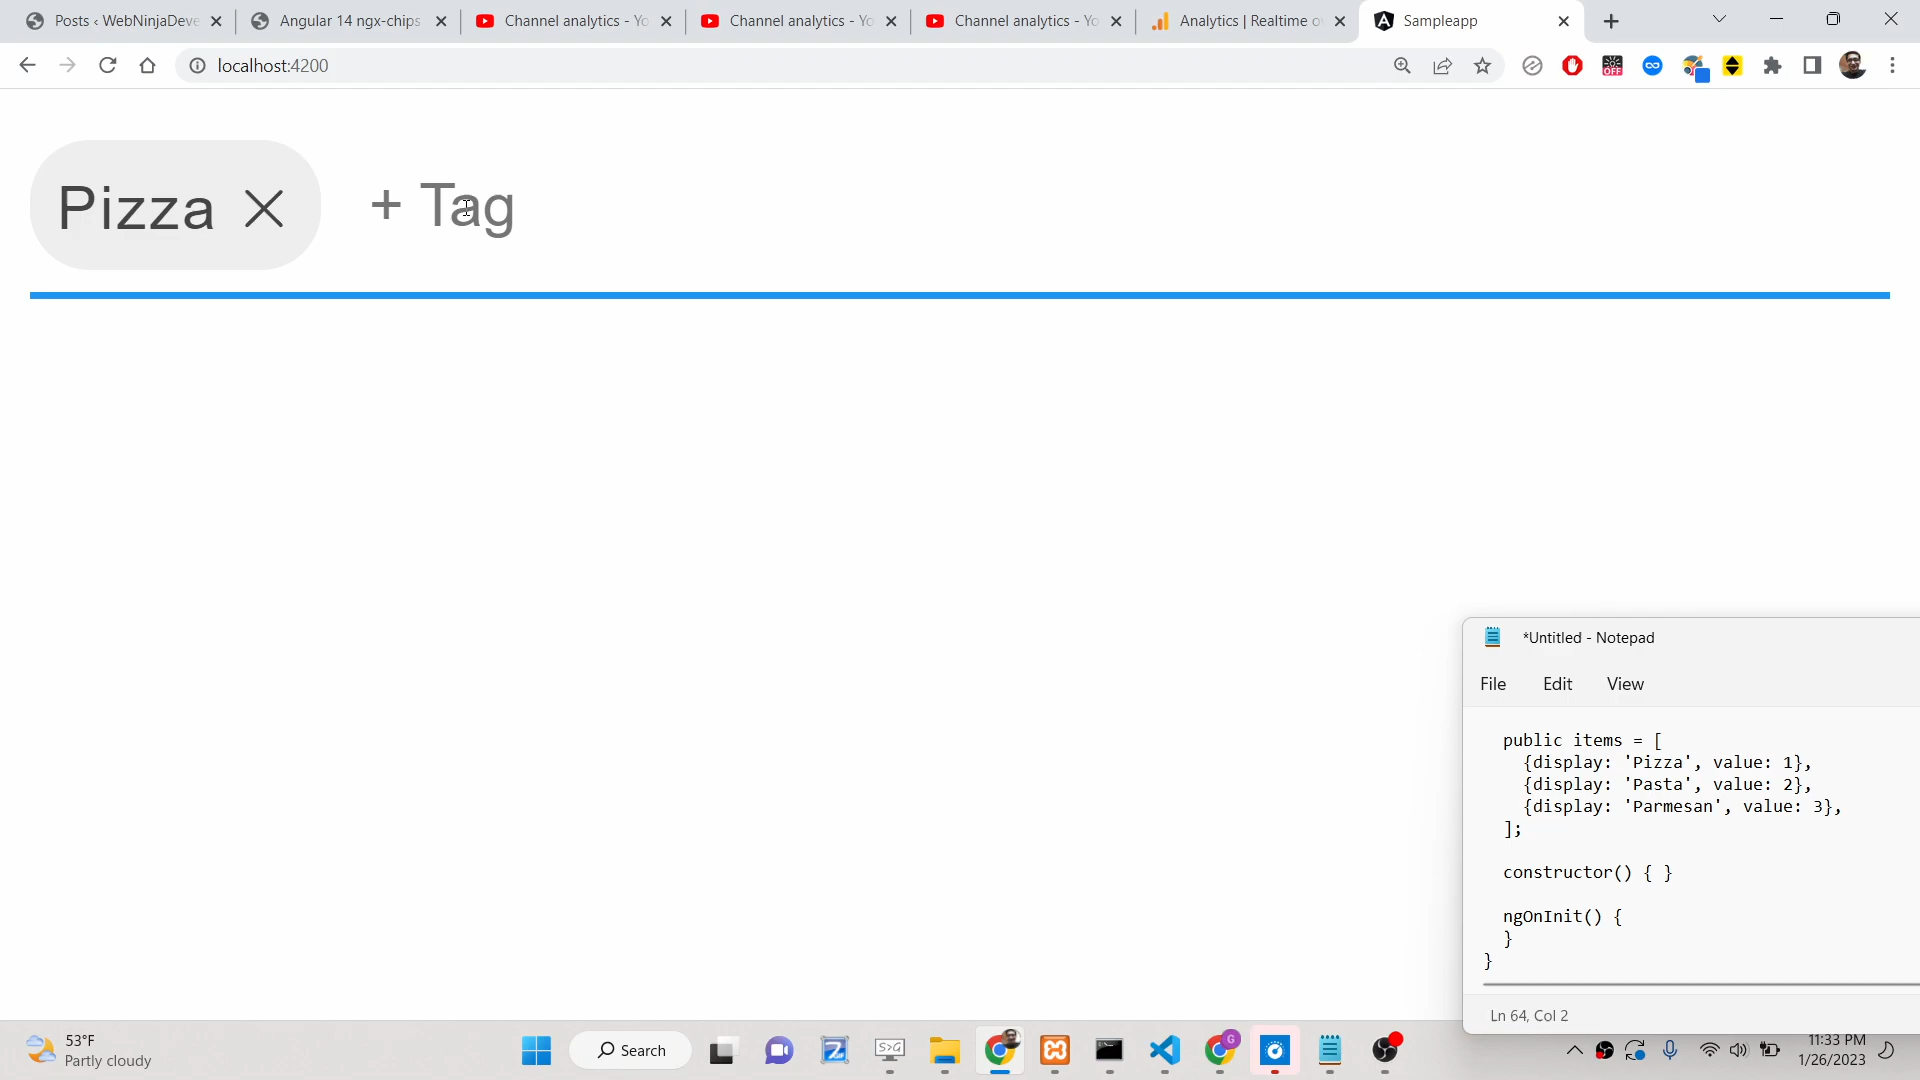 Posts ‹ WebNinjaDeve
Angular 14 ngx-chips
Channel analytics - Yo
Channel analytics - Yo
Channel analytics - Yo
Analytics | Realtime o
Sampleapp
localhost:4200
OFF
Pizza
+ Tag
*Untitled - Notepad
File Edit View
public items = [
{display: 'Pizza', value: 1},
{display: 'Pasta', value: 2},
{display: 'Parmesan', value: 3},
];
constructor() { }
ngOnInit() {
}
}
Ln 64, Col 2
53°F
Partly cloudy
Search
S>G
G
11:33 PM
1/26/2023